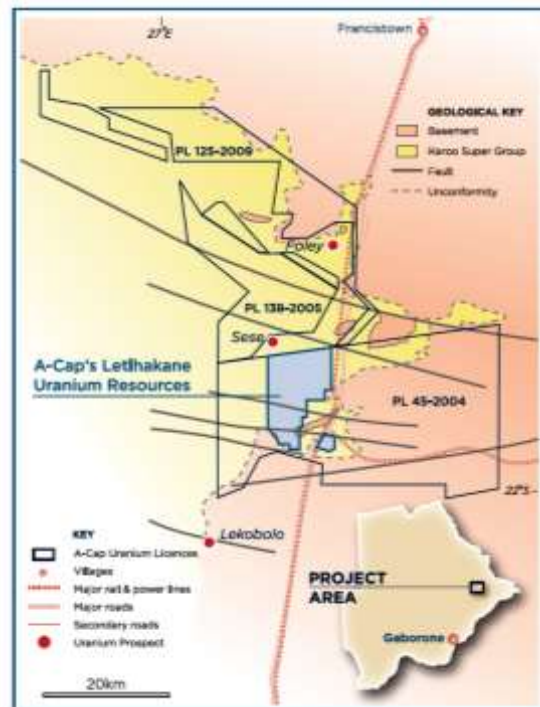 27°E
Francistown
GEOLOGICAL KEY
Basement
Karoo Super Group
Fault
Unconformity
PL 125-2009
Foley
PL 138-2005
Sese
A-Cap's Letlhakane
Uranium Resources
PL 45-2004
22°S
Lekobolo
KEY
A-Cap Uranium Licences
Villages
Major rail & power lines
Major roads
Secondary roads
Uranium Prospect
20km
PROJECT
AREA
Gaborone